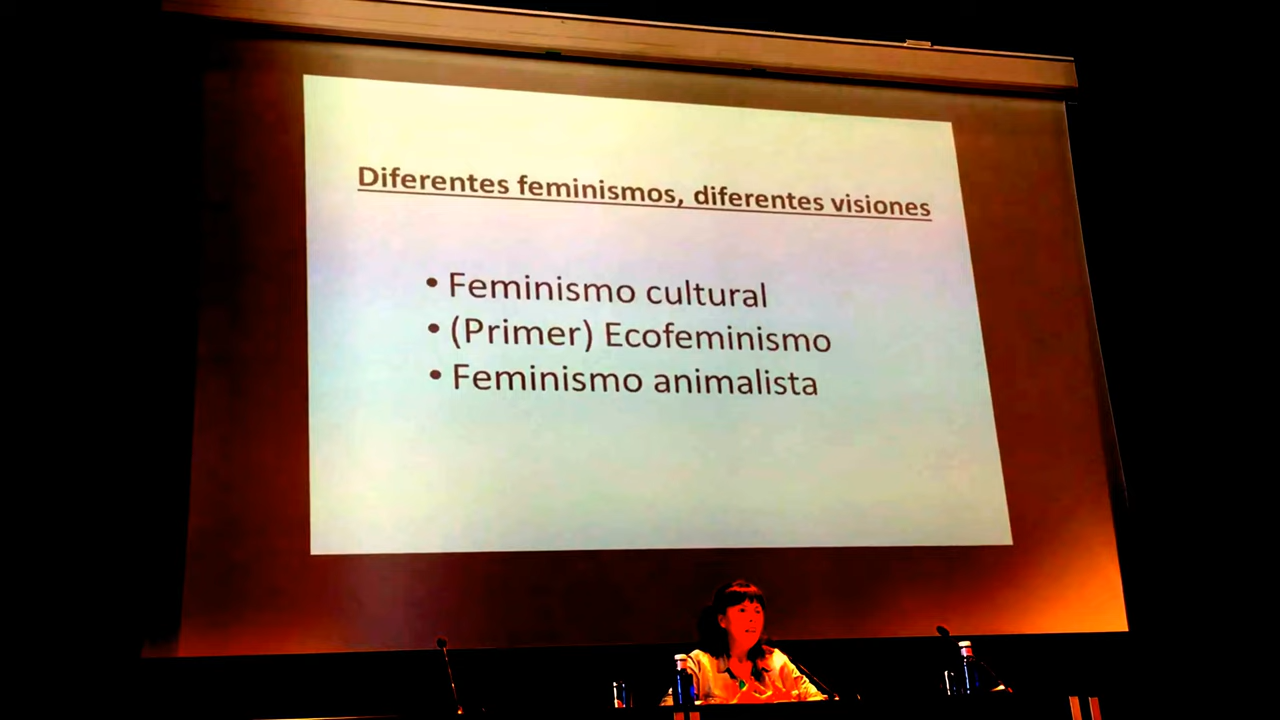 Diferentes feminismos, diferentes visiones
• Feminismo cultural
• (Primer) Ecofeminismo
• Feminismo animalista